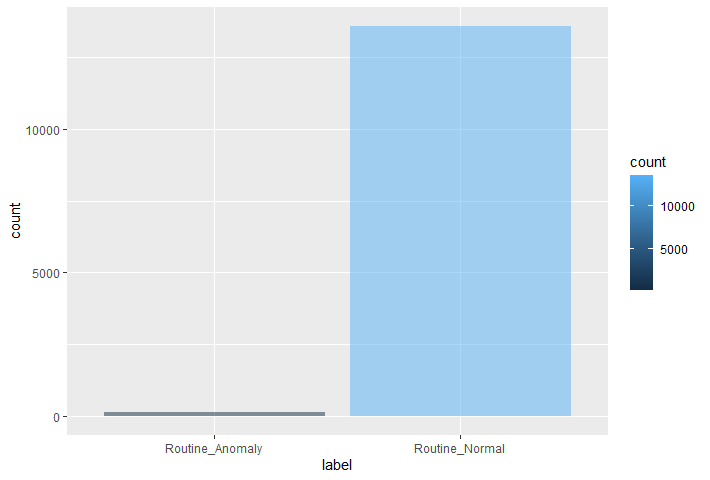 count
10000
5000
0
Routine_Anomaly
Routine_Normal
label
count
10000
5000